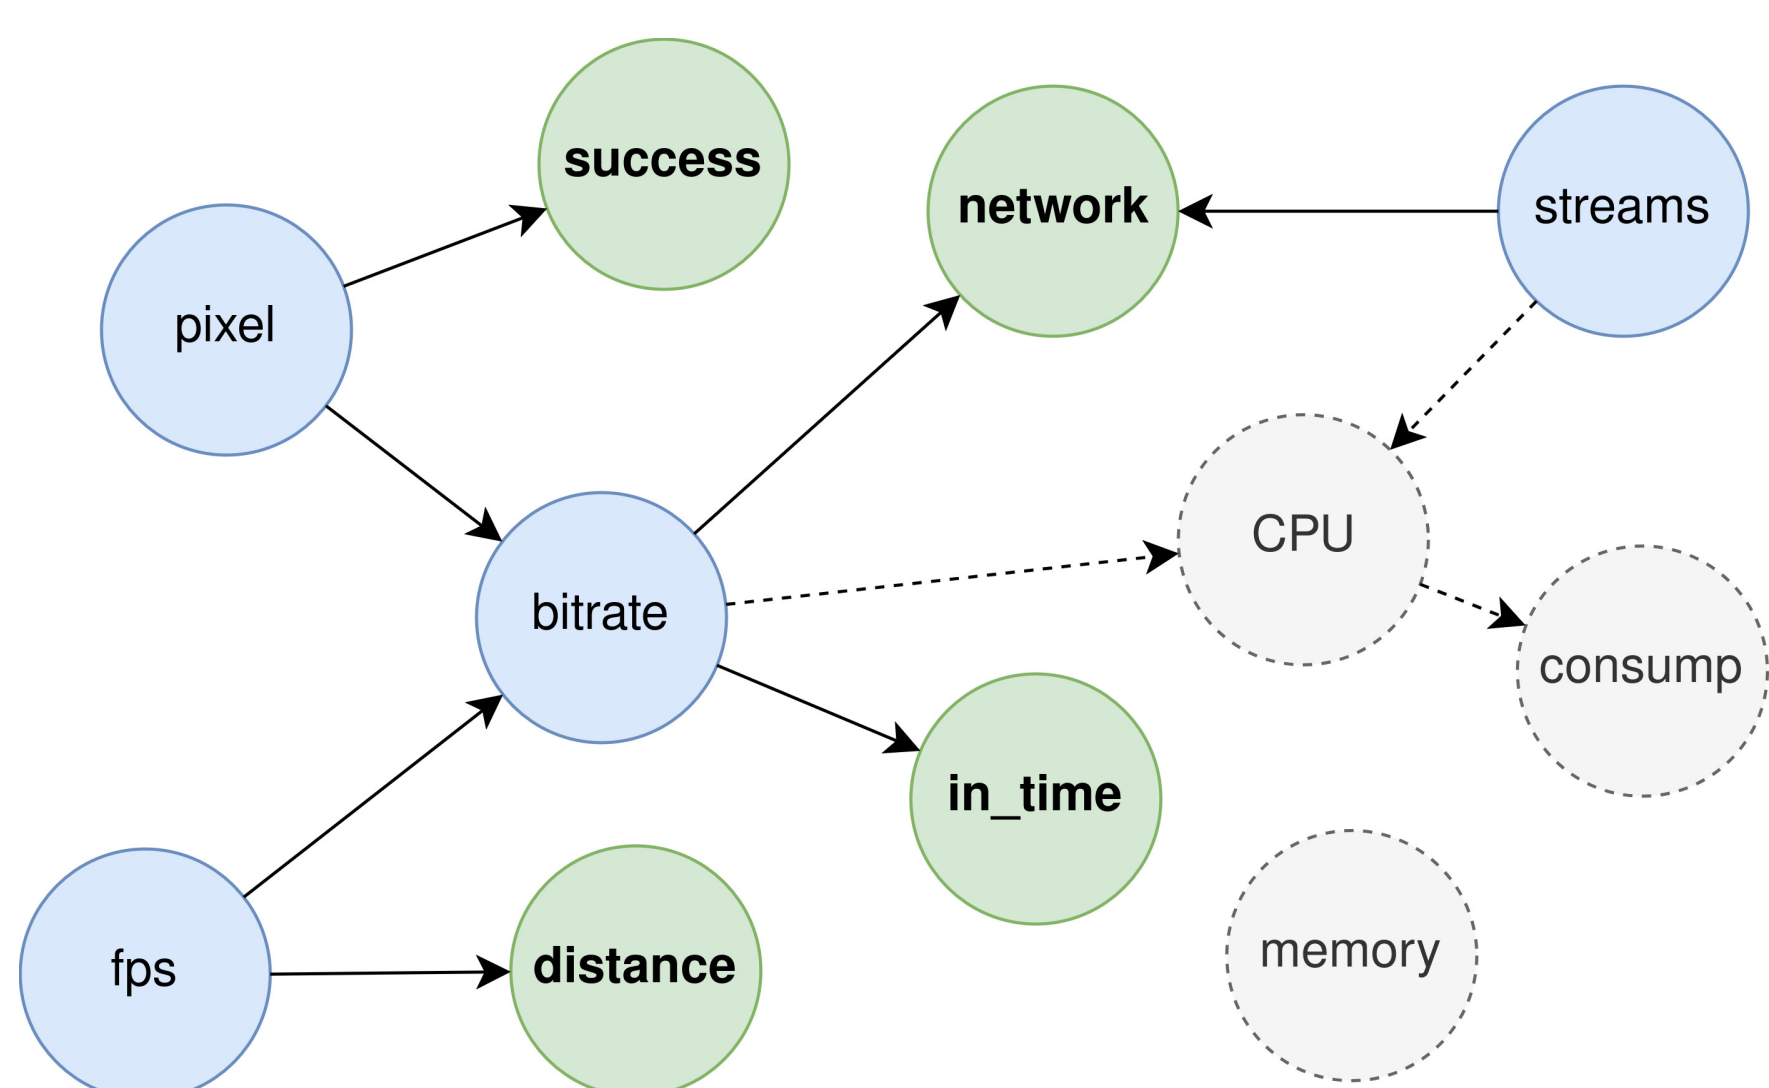 success
network
streams
pixel
CPU
bitrate
consump
in_time
fps
distance
memory